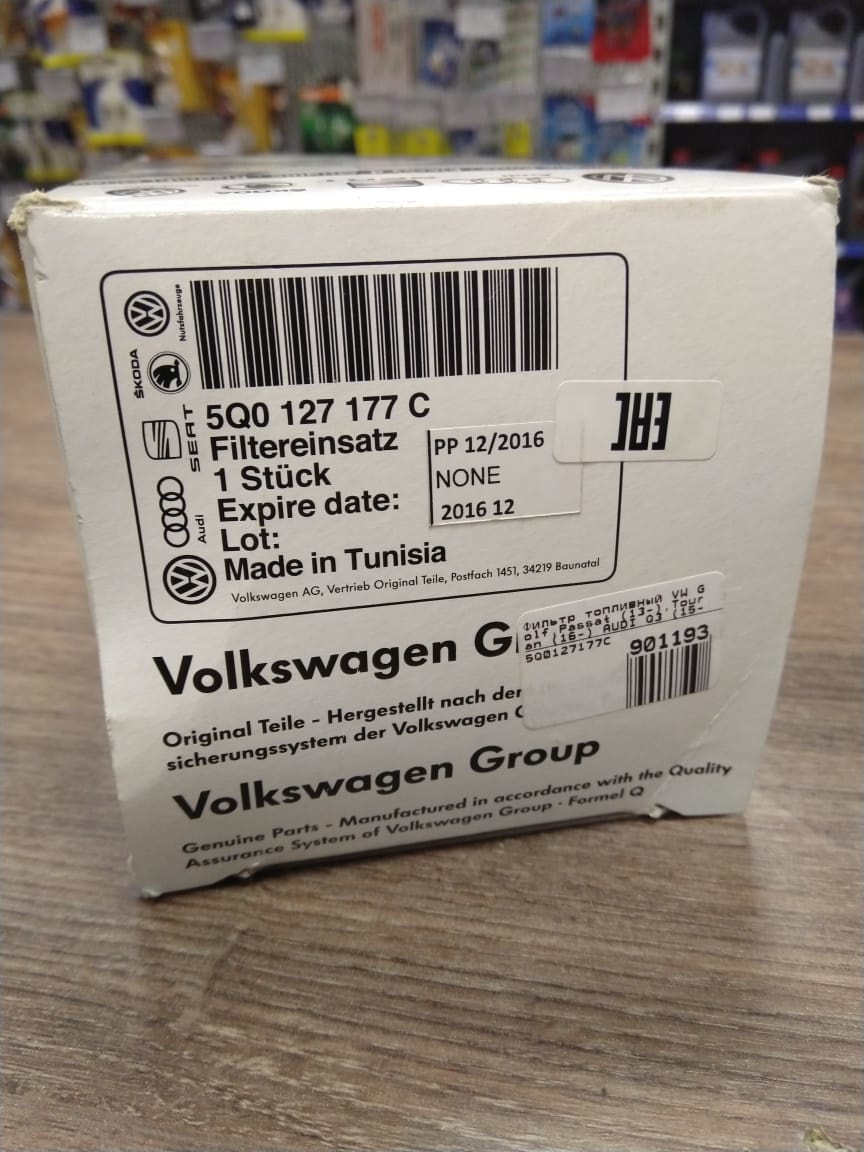 Nutzfahrzeuge
ŠKODA
SEAT
Audi
5Q0 127 177 C
Filtereinsatz
1 Stück
Expire date:
Lot:
Made in Tunisia
PP 12/2016
NONE
2016 12
EAC
Volkswagen AG, Vertrieb Original Teile, Postfach 1451, 34219 Baunatal
Volkswagen G
Original Teile - Hergestellt nach der
sicherungssystem der Volkswagen
Фильтр топливный VW G
olf,Passat (13-), Tour
an (16-) AUDI Q3 (15-
5Q0127177C
901193
Volkswagen Group
Genuine Parts - Manufactured in accordance with the Quality
Assurance System of Volkswagen Group · Formel Q